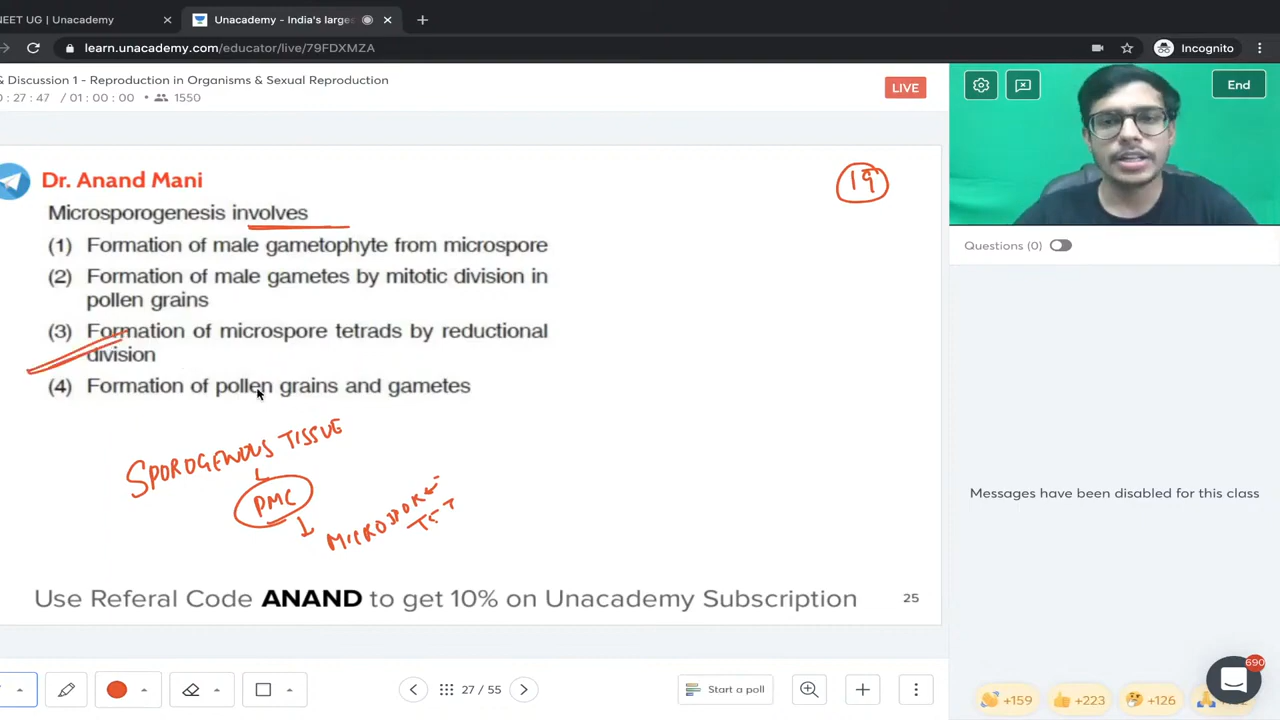 NEET UG | Unacademy
Unacademy - India's larges
learn.unacademy.com/educator/live/79FDXMZA
Incognito
& Discussion 1 - Reproduction in Organisms & Sexual Reproduction
0:27:47 / 01:00:00 • 1550
LIVE
End
Dr. Anand Mani
19
Microsporogenesis involves
(1) Formation of male gametophyte from microspore
(2) Formation of male gametes by mitotic division in
pollen grains
(3) Formation of microspore tetrads by reductional
division
(4) Formation of pollen grains and gametes
SPOROGENOUS TISSUE
PMC
Questions (0)
Messages have been disabled for this class
Use Referal Code ANAND to get 10% on Unacademy Subscription
25
27 / 55
Start a poll
690
+159
+223
+126